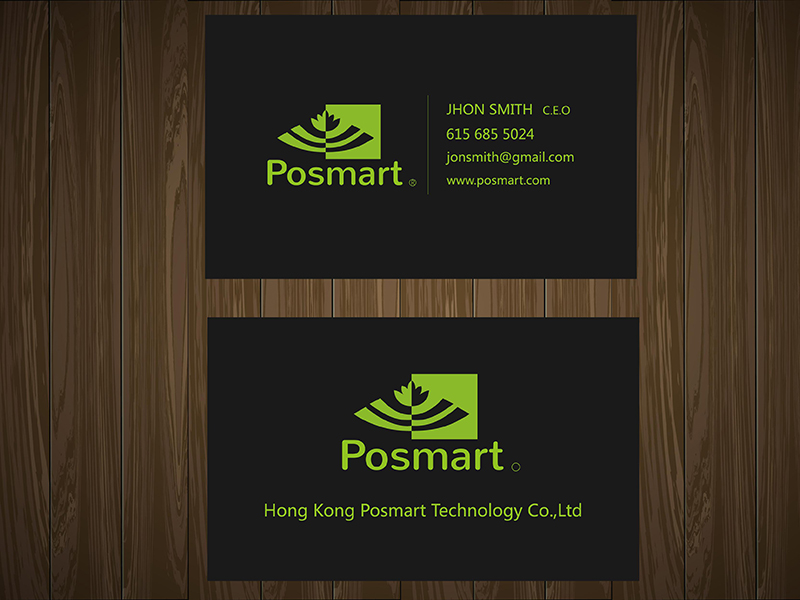 Posmart ®
JHON SMITH C.E.O
615 685 5024
jonsmith@gmail.com
www.posmart.com
Posmart
Hong Kong Posmart Technology Co.,Ltd